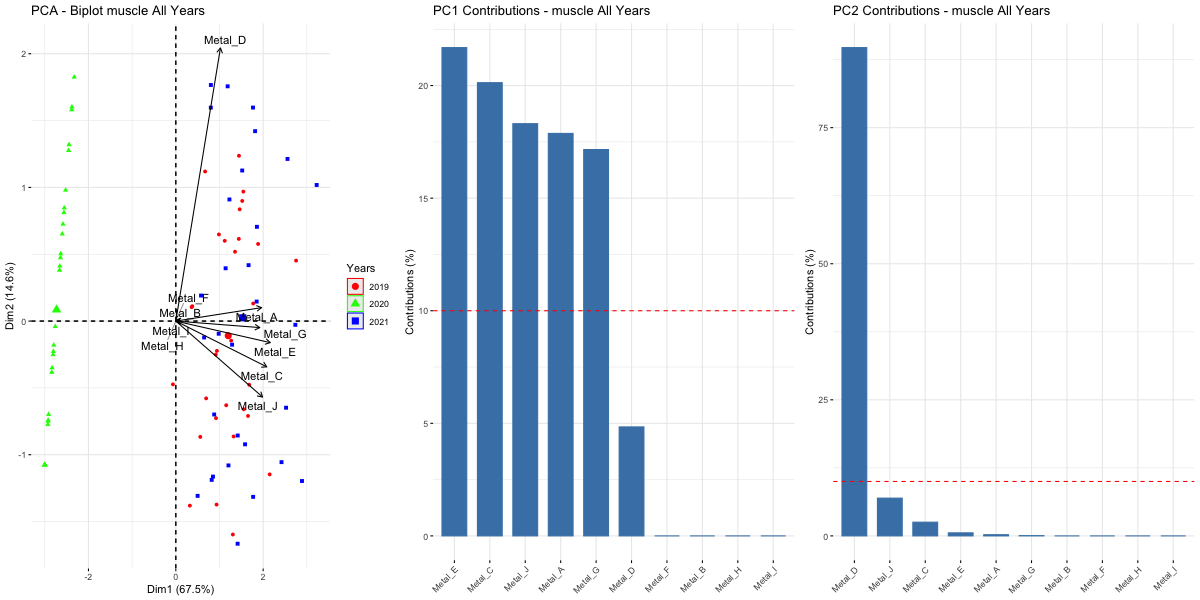 PCA - Biplot muscle All Years
Dim2 (14.6%)
2
1
0
-1
Metal_D
Metal_F
Metal_B
Metal_A
Metal_I
Metal_G
Metal_H
Metal_E
Metal_C
Metal_J
-2
0
2
Dim1 (67.5%)
Years
2019
2020
2021
PC1 Contributions - muscle All Years
Contributions (%)
20
15
10
5
0
Metal_E
Metal_C
Metal_J
Metal_A
Metal_G
Metal_D
Metal_F
Metal_B
Metal_H
Metal_I
PC2 Contributions - muscle All Years
Contributions (%)
75
50
25
0
Metal_D
Metal_J
Metal_C
Metal_E
Metal_A
Metal_G
Metal_B
Metal_F
Metal_H
Metal_I